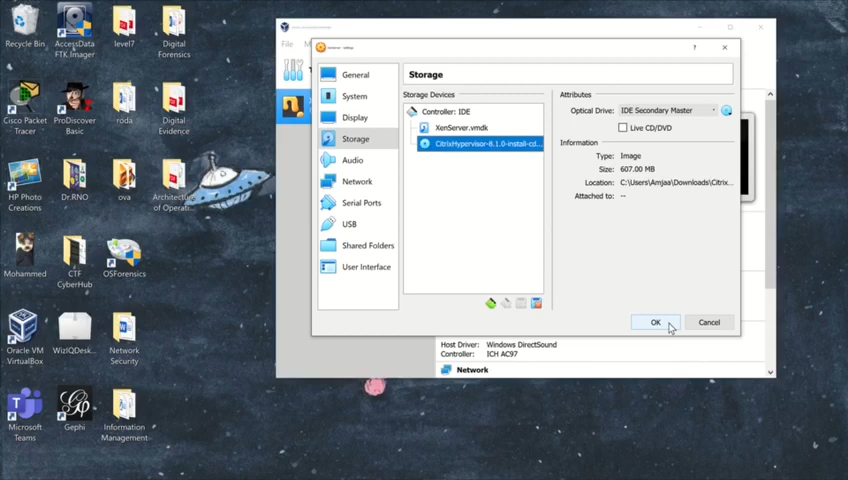 Recycle Bin
AccessData
FTK Imager
level7
Digital
Forensics
Cisco Packet
Tracer
ProDiscover
Basic
roda
Digital
Evidence
HP Photo
Creations
Dr.RNO
ova
Architecture
of Operati...
Mohammed
CTF
CyberHub
OSForensics
Oracle VM
VirtualBox
WizIQDesk...
Network
Security
Microsoft
Teams
Gephi
Information
Management
File
?
General
System
Display
Storage
Audio
Network
Serial Ports
USB
Shared Folders
User Interface
Storage
Storage Devices
Controller: IDE
XenServer.vmdk
CitrixHypervisor-8.1.0-install-cd...
Attributes
Optical Drive: IDE Secondary Master
Live CD/DVD
Information
Type: Image
Size: 607.00 MB
Location: C:\Users\Amjaa\Downloads\Citrix...
Attached to: --
OK
Cancel
Host Driver: Windows DirectSound
Controller: ICH AC97
Network